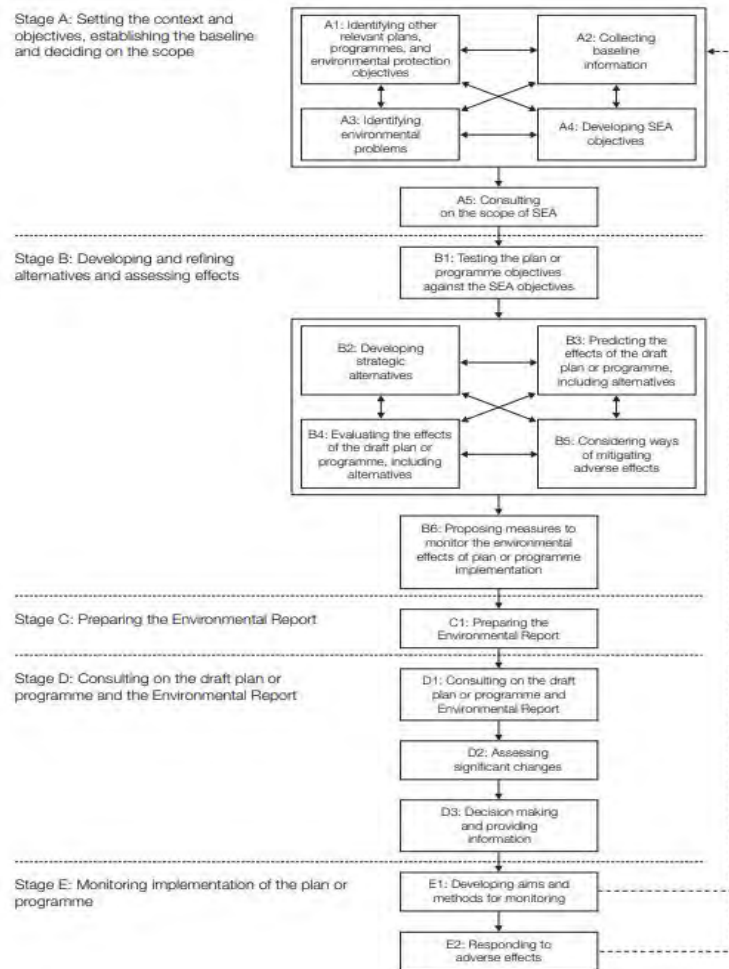 Stage A: Setting the context and
objectives, establishing the baseline
and deciding on the scope
A1: Identifying other
relevant plans,
programmes, and
environmental protection
objectives
A2: Collecting
baseline
information
A3: Identifying
environmental
problems
A4: Developing SEA
objectives
A5: Consulting
on the scope of SEA
Stage B: Developing and refining
alternatives and assessing effects
B1: Testing the plan or
programme objectives
against the SEA objectives
B2: Developing
strategic
alternatives
B3: Predicting the
effects of the draft
plan or programme,
including alternatives
B4: Evaluating the effects
of the draft plan or
programme, including
alternatives
B5: Considering ways
of mitigating
adverse effects
B6: Proposing measures to
monitor the environmental
effects of plan or programme
implementation
Stage C: Preparing the Environmental Report
C1: Preparing the
Environmental Report
Stage D: Consulting on the draft plan or
programme and the Environmental Report
D1: Consulting on the draft
plan or programme and
Environmental Report
D2: Assessing
significant changes
D3: Decision making
and providing
information
Stage E: Monitoring implementation of the plan or
programme
E1: Developing aims and
methods for monitoring
E2: Responding to
adverse effects